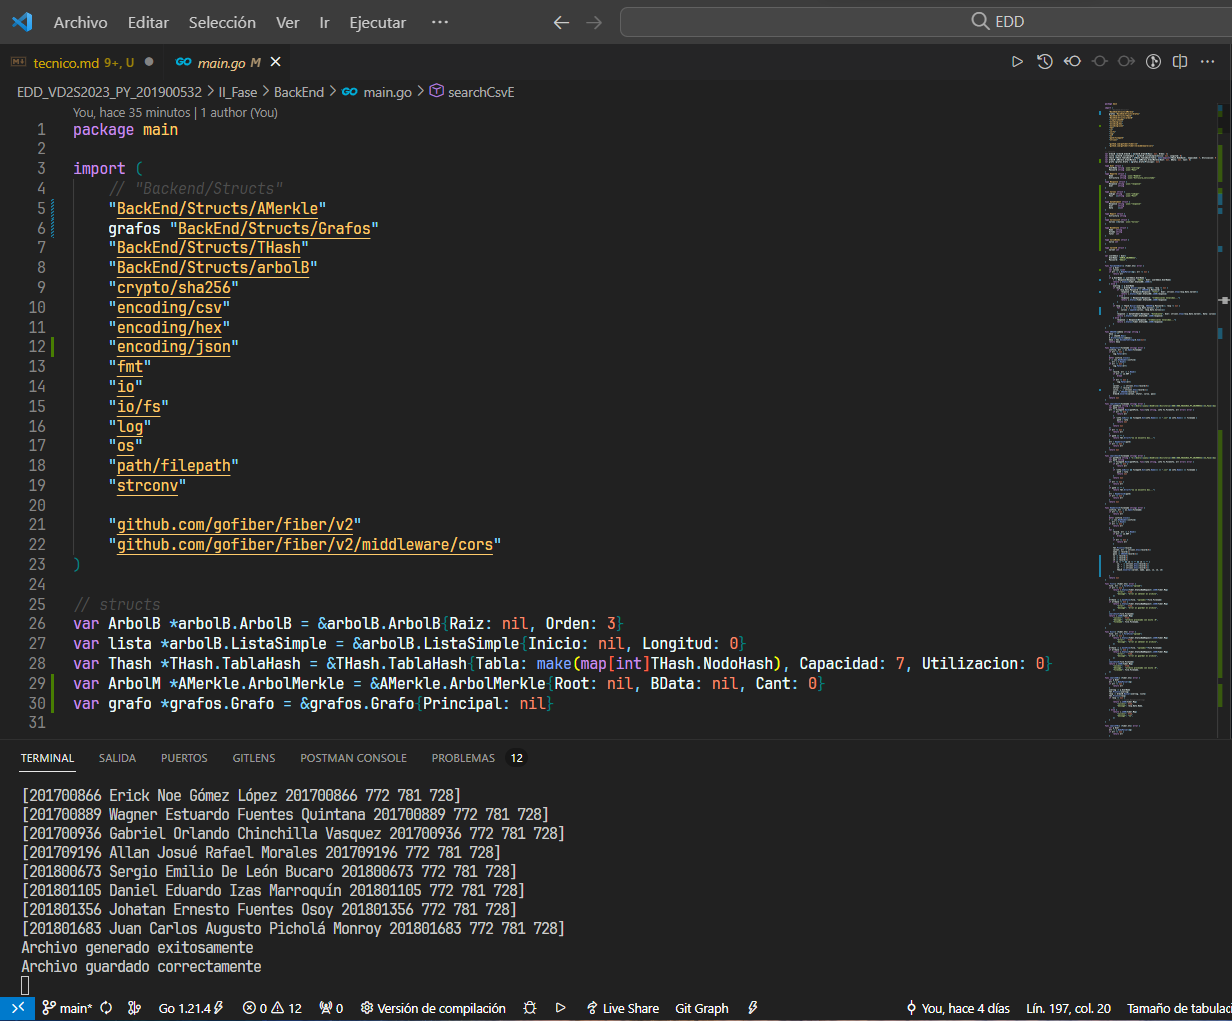 Archivo Editar Selección Ver Ir Ejecutar ··· EDD
tecnico.md 9+, U main.go M
EDD_VD2S2023_PY_201900532 > II_Fase > BackEnd > main.go > searchCsvE
You, hace 35 minutos | 1 author (You)
1 package main
2
3 import (
4 // "Backend/Structs"
5 "BackEnd/Structs/AMerkle"
6 grafos "BackEnd/Structs/Grafos"
7 "BackEnd/Structs/THash"
8 "BackEnd/Structs/arbolB"
9 "crypto/sha256"
10 "encoding/csv"
11 "encoding/hex"
12 "encoding/json"
13 "fmt"
14 "io"
15 "io/fs"
16 "log"
17 "os"
18 "path/filepath"
19 "strconv"
20
21 "github.com/gofiber/fiber/v2"
22 "github.com/gofiber/fiber/v2/middleware/cors"
23 )
24
25 // structs
26 var ArbolB *arbolB.ArbolB = &arbolB.ArbolB{Raiz: nil, Orden: 3}
27 var lista *arbolB.ListaSimple = &arbolB.ListaSimple{Inicio: nil, Longitud: 0}
28 var Thash *THash.TablaHash = &THash.TablaHash{Tabla: make(map[int]THash.NodoHash), Capacidad: 7, Utilizacion: 0}
29 var ArbolM *AMerkle.ArbolMerkle = &AMerkle.ArbolMerkle{Root: nil, BData: nil, Cant: 0}
30 var grafo *grafos.Grafo = &grafos.Grafo{Principal: nil}
31
TERMINAL SALIDA PUERTOS GITLENS POSTMAN CONSOLE PROBLEMAS 12
[201700866 Erick Noe Gómez López 201700866 772 781 728]
[201700889 Wagner Estuardo Fuentes Quintana 201700889 772 781 728]
[201700936 Gabriel Orlando Chinchilla Vasquez 201700936 772 781 728]
[201709196 Allan Josué Rafael Morales 201709196 772 781 728]
[201800673 Sergio Emilio De León Bucaro 201800673 772 781 728]
[201801105 Daniel Eduardo Izas Marroquín 201801105 772 781 728]
[201801356 Johatan Ernesto Fuentes Osoy 201801356 772 781 728]
[201801683 Juan Carlos Augusto Picholá Monroy 201801683 772 781 728]
Archivo generado exitosamente
Archivo guardado correctamente
main* Go 1.21.4 0 12 0 Versión de compilación Live Share Git Graph You, hace 4 días Lín. 197, col. 20 Tamaño de tabulac